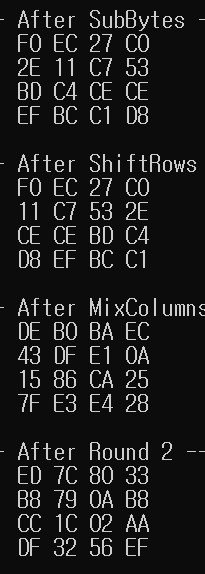 - After SubBytes -
F0 EC 27 C0
2E 11 C7 53
BD C4 CE CE
EF BC C1 D8
- After ShiftRows
F0 EC 27 C0
11 C7 53 2E
CE CE BD C4
D8 EF BC C1
- After MixColumns
DE B0 BA EC
43 DF E1 0A
15 86 CA 25
7F E3 E4 28
- After Round 2 --
ED 7C 80 33
B8 79 0A B8
CC 1C 02 AA
DF 32 56 EF